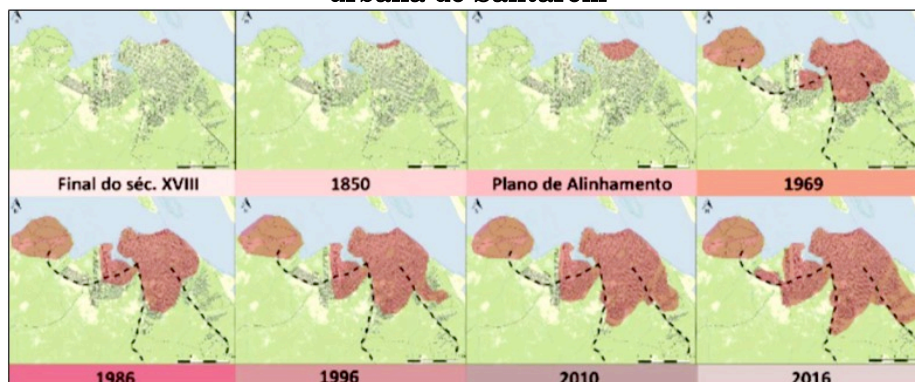 urbana de Santarém
Final do séc. XVIII
1850
Plano de Alinhamento
1969
1986
1996
2010
2016